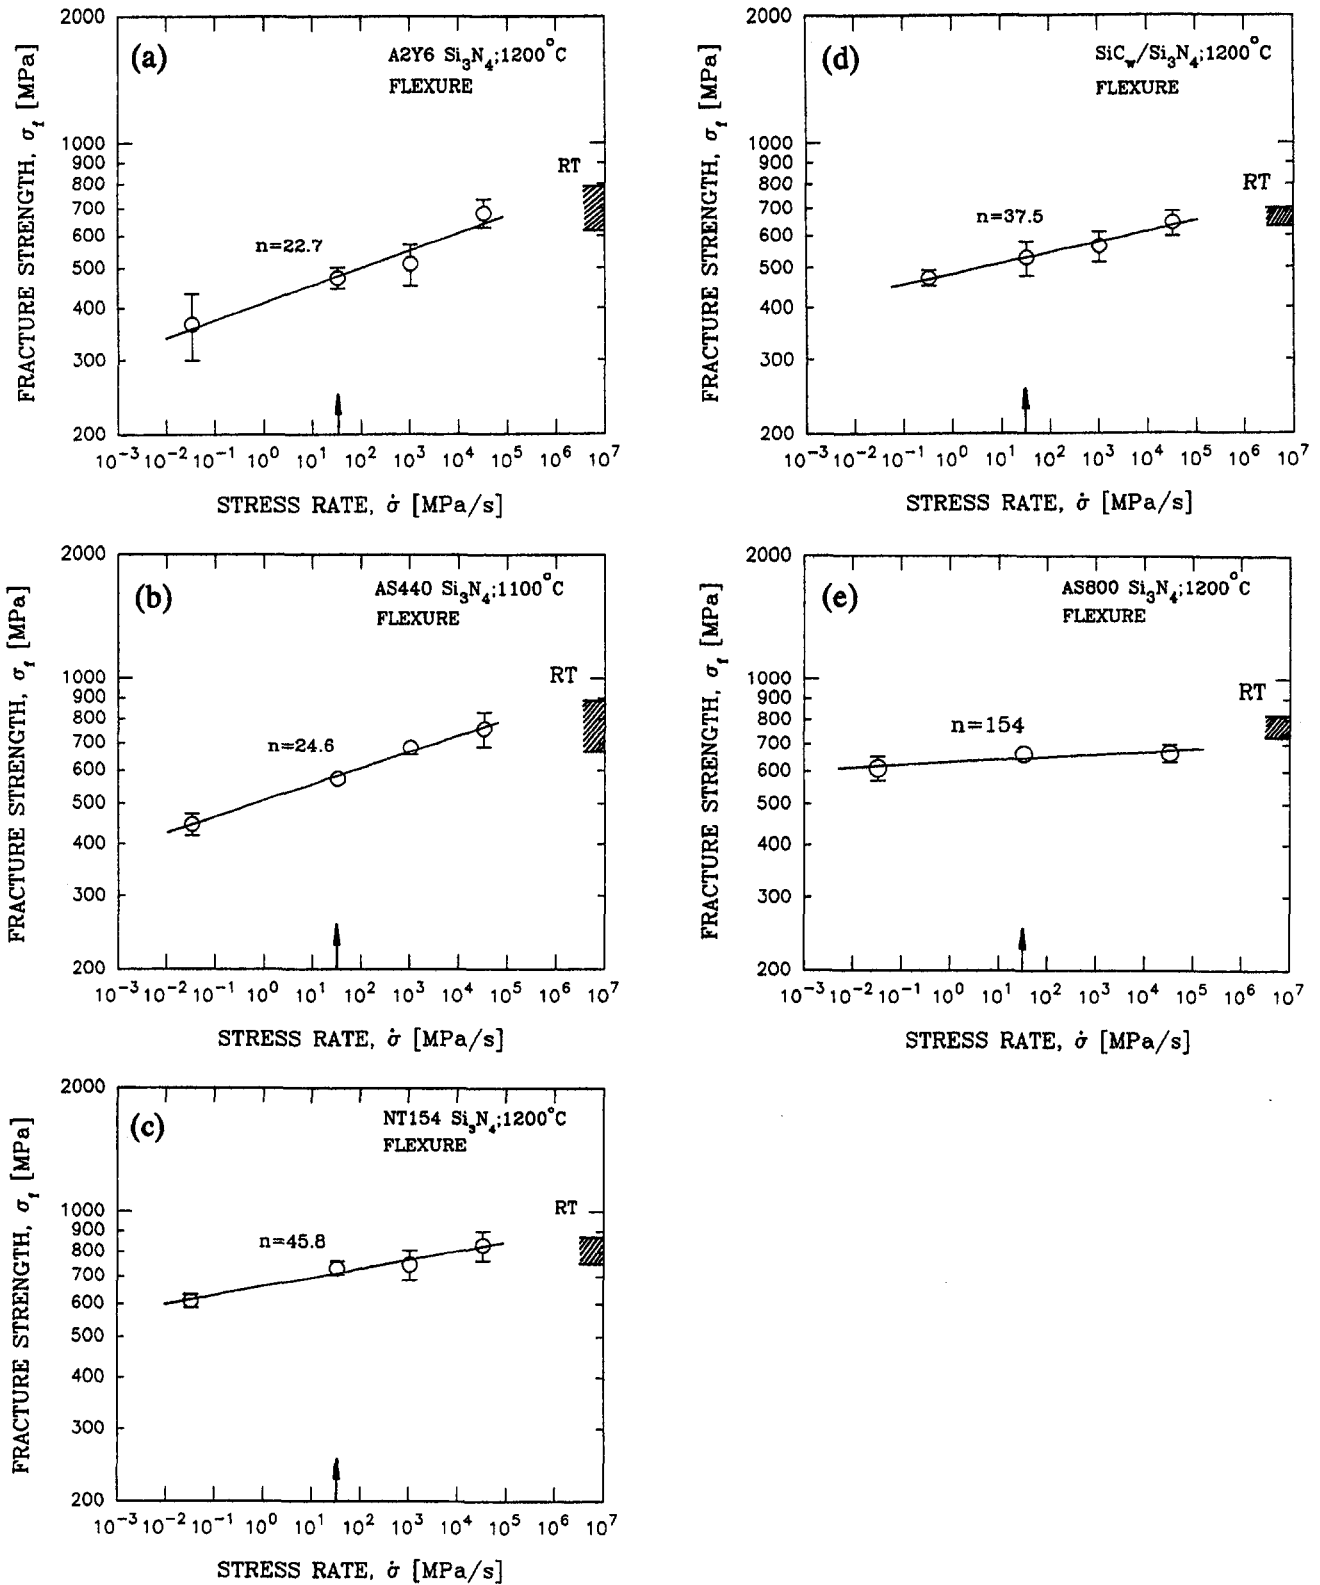 (a)
A2Y6 Si₃N₄;1200°C
FLEXURE
FRACTURE STRENGTH, σ_f [MPa]
2000
1000
900
800
700
600
500
400
300
200
RT
n=22.7
10⁻³ 10⁻² 10⁻¹ 10⁰ 10¹ 10² 10³ 10⁴ 10⁵ 10⁶ 10⁷
STRESS RATE, σ̇ [MPa/s]
(b)
AS440 Si₃N₄;1100°C
FLEXURE
FRACTURE STRENGTH, σ_f [MPa]
2000
1000
900
800
700
600
500
400
300
200
RT
n=24.6
10⁻³ 10⁻² 10⁻¹ 10⁰ 10¹ 10² 10³ 10⁴ 10⁵ 10⁶ 10⁷
STRESS RATE, σ̇ [MPa/s]
(c)
NT154 Si₃N₄;1200°C
FLEXURE
FRACTURE STRENGTH, σ_f [MPa]
2000
1000
900
800
700
600
500
400
300
200
RT
n=45.8
10⁻³ 10⁻² 10⁻¹ 10⁰ 10¹ 10² 10³ 10⁴ 10⁵ 10⁶ 10⁷
STRESS RATE, σ̇ [MPa/s]
(d)
SiC_w/Si₃N₄;1200°C
FLEXURE
FRACTURE STRENGTH, σ_f [MPa]
2000
1000
900
800
700
600
500
400
300
200
RT
n=37.5
10⁻³ 10⁻² 10⁻¹ 10⁰ 10¹ 10² 10³ 10⁴ 10⁵ 10⁶ 10⁷
STRESS RATE, σ̇ [MPa/s]
(e)
AS800 Si₃N₄;1200°C
FLEXURE
FRACTURE STRENGTH, σ_f [MPa]
2000
1000
900
800
700
600
500
400
300
200
RT
n=154
10⁻³ 10⁻² 10⁻¹ 10⁰ 10¹ 10² 10³ 10⁴ 10⁵ 10⁶ 10⁷
STRESS RATE, σ̇ [MPa/s]